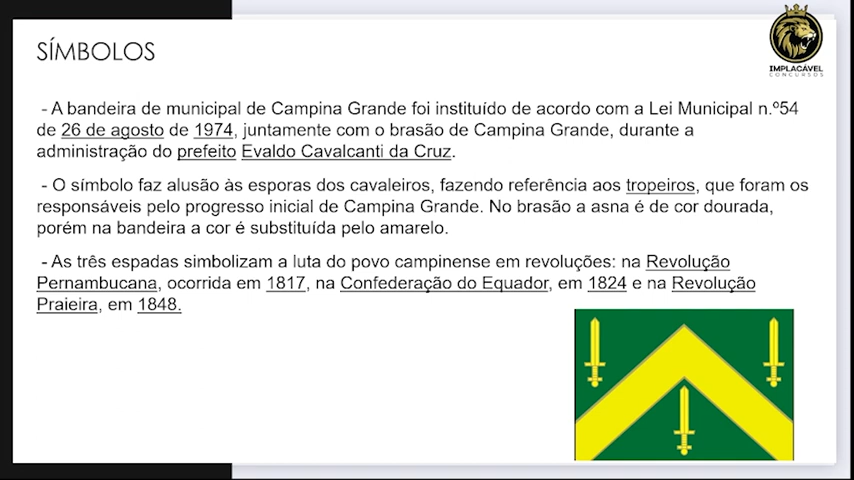 SÍMBOLOS
IMPLACÁVEL
CONCURSOS
- A bandeira de municipal de Campina Grande foi instituído de acordo com a Lei Municipal n.º54
de 26 de agosto de 1974, juntamente com o brasão de Campina Grande, durante a
administração do prefeito Evaldo Cavalcanti da Cruz.
- O símbolo faz alusão às esporas dos cavaleiros, fazendo referência aos tropeiros, que foram os
responsáveis pelo progresso inicial de Campina Grande. No brasão a asna é de cor dourada,
porém na bandeira a cor é substituída pelo amarelo.
- As três espadas simbolizam a luta do povo campinense em revoluções: na Revolução
Pernambucana, ocorrida em 1817, na Confederação do Equador, em 1824 e na Revolução
Praieira, em 1848.